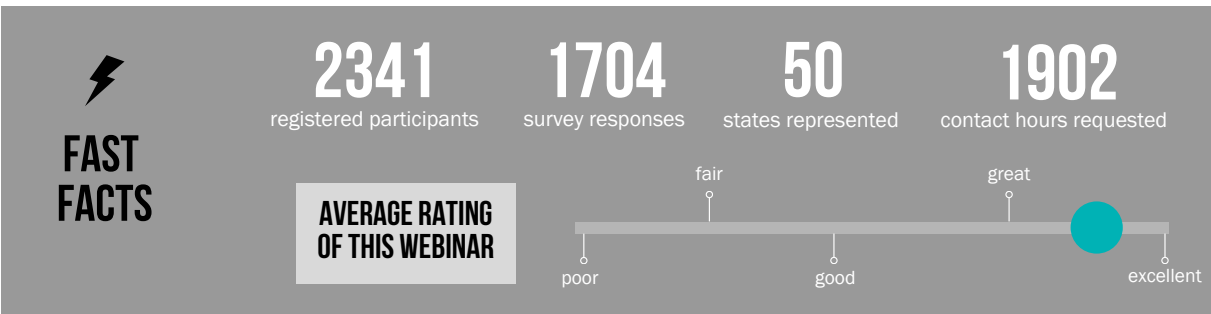 FAST
FACTS
2341
registered participants
1704
survey responses
50
states represented
1902
contact hours requested
AVERAGE RATING
OF THIS WEBINAR
poor
fair
good
great
excellent